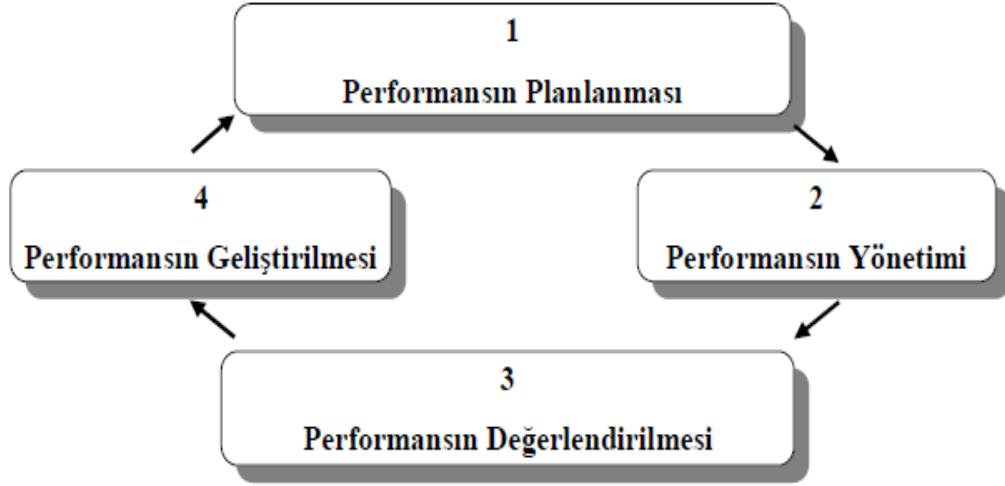 1
Performansın Planlanması
2
Performansın Yönetimi
3
Performansın Değerlendirilmesi
4
Performansın Geliştirilmesi